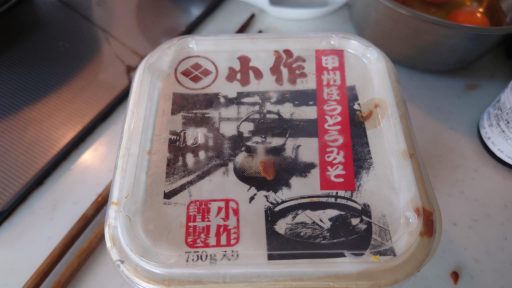 小作
甲州ほうとうみそ
小作
謹製
750g入り